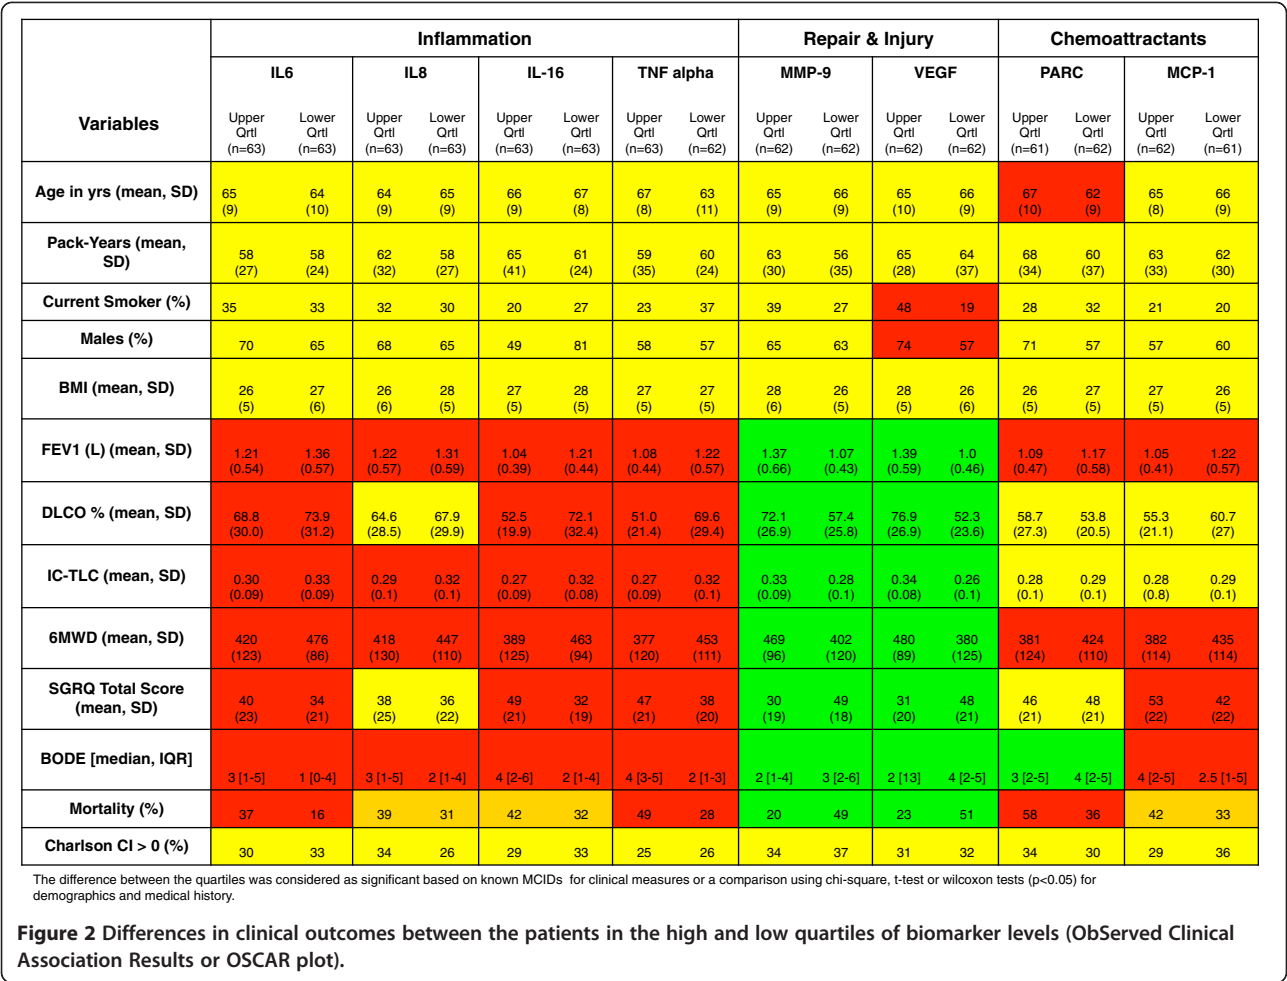 Inflammation Repair & Injury Chemoattractants
IL6 IL8 IL-16 TNF alpha MMP-9 VEGF PARC MCP-1
Variables
Upper Lower Upper Lower Upper Lower Upper Lower Upper Lower Upper Lower Upper Lower Upper Lower
Qrtl Qrtl Qrtl Qrtl Qrtl Qrtl Qrtl Qrtl Qrtl Qrtl Qrtl Qrtl Qrtl Qrtl Qrtl Qrtl
(n=63) (n=63) (n=63) (n=63) (n=63) (n=63) (n=63) (n=62) (n=62) (n=62) (n=62) (n=62) (n=61) (n=62) (n=62) (n=61)
Age in yrs (mean, SD)
65 64 64 65 66 67 67 63 65 66 65 66 67 62 65 66
(9) (10) (9) (9) (9) (8) (8) (11) (9) (9) (10) (9) (10) (9) (8) (9)
Pack-Years (mean,
SD)
58 58 62 58 65 61 59 60 63 56 65 64 68 60 63 62
(27) (24) (32) (27) (41) (24) (35) (24) (30) (35) (28) (37) (34) (37) (33) (30)
Current Smoker (%)
35 33 32 30 20 27 23 37 39 27 48 19 28 32 21 20
Males (%)
70 65 68 65 49 81 58 57 65 63 74 57 71 57 57 60
BMI (mean, SD)
26 27 26 28 27 28 27 27 28 26 28 26 26 27 27 26
(5) (6) (6) (5) (5) (5) (5) (5) (6) (5) (5) (6) (5) (5) (5) (5)
FEV1 (L) (mean, SD)
1.21 1.36 1.22 1.31 1.04 1.21 1.08 1.22 1.37 1.07 1.39 1.0 1.09 1.17 1.05 1.22
(0.54) (0.57) (0.57) (0.59) (0.39) (0.44) (0.44) (0.57) (0.66) (0.43) (0.59) (0.46) (0.47) (0.58) (0.41) (0.57)
DLCO % (mean, SD)
68.8 73.9 64.6 67.9 52.5 72.1 51.0 69.6 72.1 57.4 76.9 52.3 58.7 53.8 55.3 60.7
(30.0) (31.2) (28.5) (29.9) (19.9) (32.4) (21.4) (29.4) (26.9) (25.8) (26.9) (23.6) (27.3) (20.5) (21.1) (27)
IC-TLC (mean, SD)
0.30 0.33 0.29 0.32 0.27 0.32 0.27 0.32 0.33 0.28 0.34 0.26 0.28 0.29 0.28 0.29
(0.09) (0.09) (0.1) (0.1) (0.09) (0.08) (0.09) (0.1) (0.09) (0.1) (0.08) (0.1) (0.1) (0.1) (0.8) (0.1)
6MWD (mean, SD)
420 476 418 447 389 463 377 453 469 402 480 380 381 424 382 435
(123) (86) (130) (110) (125) (94) (120) (111) (96) (120) (89) (125) (124) (110) (114) (114)
SGRQ Total Score
(mean, SD)
40 34 38 36 49 32 47 38 30 49 31 48 46 48 53 42
(23) (21) (25) (22) (21) (19) (21) (20) (19) (18) (20) (21) (21) (21) (22) (22)
BODE [median, IQR]
3 [1-5] 1 [0-4] 3 [1-5] 2 [1-4] 4 [2-6] 2 [1-4] 4 [3-5] 2 [1-3] 2 [1-4] 3 [2-6] 2 [13] 4 [2-5] 3 [2-5] 4 [2-5] 4 [2-5] 2.5 [1-5]
Mortality (%)
37 16 39 31 42 32 49 28 20 49 23 51 58 36 42 33
Charlson CI > 0 (%)
30 33 34 26 29 33 25 26 34 37 31 32 34 30 29 36
The difference between the quartiles was considered as significant based on known MCIDs for clinical measures or a comparison using chi-square, t-test or wilcoxon tests (p<0.05) for
demographics and medical history.
Figure 2 Differences in clinical outcomes between the patients in the high and low quartiles of biomarker levels (ObServed Clinical
Association Results or OSCAR plot).